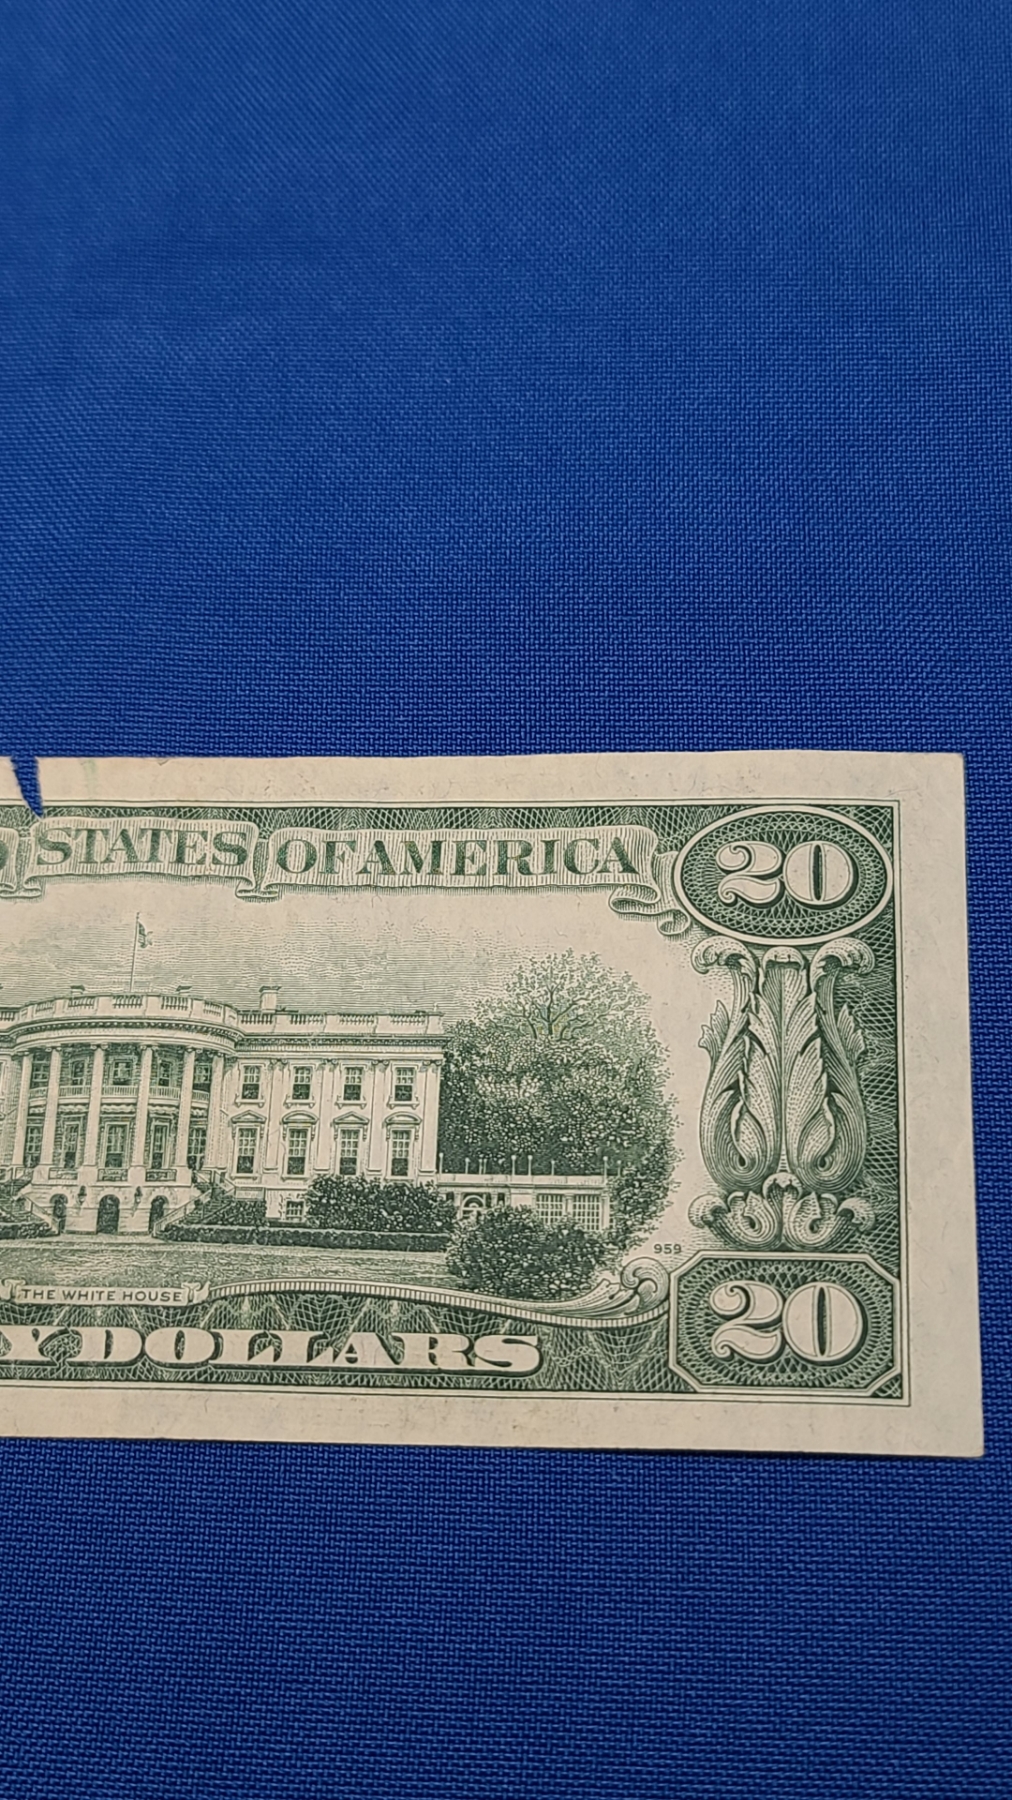 STATES OF AMERICA
20
959
THE WHITE HOUSE
DOLLARS
20